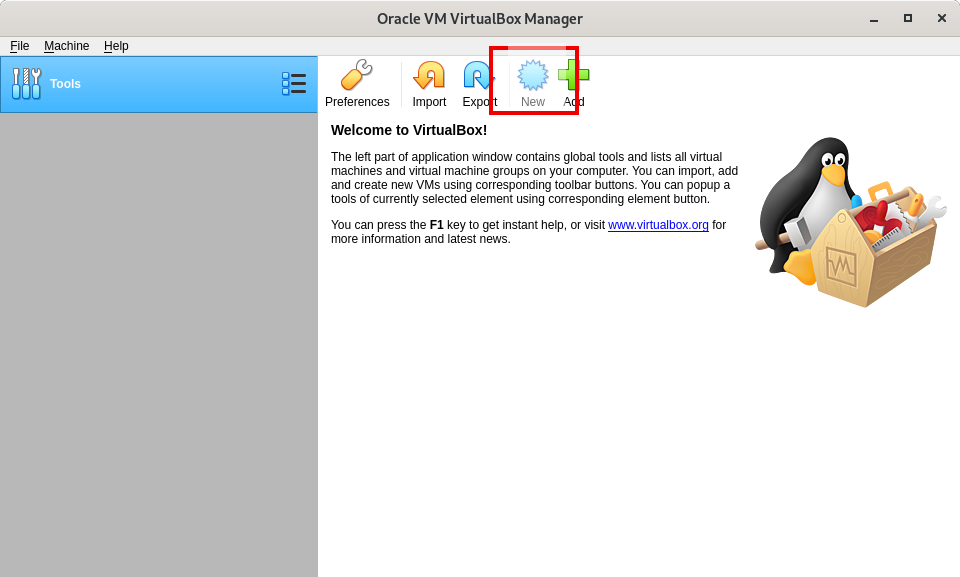 Oracle VM VirtualBox Manager
File Machine Help
Tools
Preferences Import Export New Add
Welcome to VirtualBox!
The left part of application window contains global tools and lists all virtual
machines and virtual machine groups on your computer. You can import, add
and create new VMs using corresponding toolbar buttons. You can popup a
tools of currently selected element using corresponding element button.
You can press the F1 key to get instant help, or visit www.virtualbox.org for
more information and latest news.